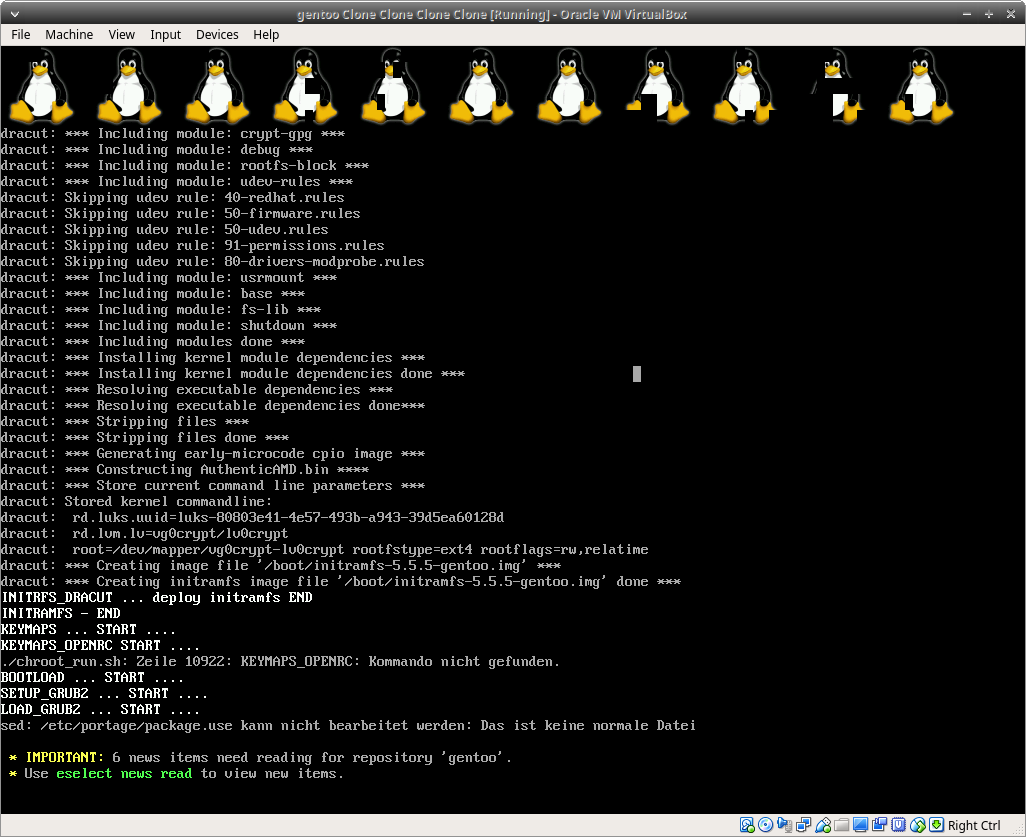 gentoo Clone Clone Clone Clone [Running] - Oracle VM VirtualBox
File Machine View Input Devices Help
dracut: *** Including module: crypt-gpg ***
dracut: *** Including module: debug ***
dracut: *** Including module: rootfs-block ***
dracut: *** Including module: udev-rules ***
dracut: Skipping udev rule: 40-redhat.rules
dracut: Skipping udev rule: 50-firmware.rules
dracut: Skipping udev rule: 50-udev.rules
dracut: Skipping udev rule: 91-permissions.rules
dracut: Skipping udev rule: 80-drivers-modprobe.rules
dracut: *** Including module: usrmount ***
dracut: *** Including module: base ***
dracut: *** Including module: fs-lib ***
dracut: *** Including module: shutdown ***
dracut: *** Including modules done ***
dracut: *** Installing kernel module dependencies ***
dracut: *** Installing kernel module dependencies done ***
dracut: *** Resolving executable dependencies ***
dracut: *** Resolving executable dependencies done***
dracut: *** Stripping files ***
dracut: *** Stripping files done ***
dracut: *** Generating early-microcode cpio image ***
dracut: *** Constructing AuthenticAMD.bin ****
dracut: *** Store current command line parameters ***
dracut: Stored kernel commandline:
dracut:  rd.luks.uuid=luks-80803e41-4e57-493b-a943-39d5ea60128d
dracut:  rd.lvm.lv=vg0crypt/lv0crypt
dracut:  root=/dev/mapper/vg0crypt-lv0crypt rootfstype=ext4 rootflags=rw,relatime
dracut: *** Creating image file '/boot/initramfs-5.5.5-gentoo.img' ***
dracut: *** Creating initramfs image file '/boot/initramfs-5.5.5-gentoo.img' done ***
INITRFS_DRACUT ... deploy initramfs END
INITRAMFS - END
KEYMAPS ... START ....
KEYMAPS_OPENRC START ....
./chroot_run.sh: Zeile 10922: KEYMAPS_OPENRC: Kommando nicht gefunden.
BOOTLOAD ... START ....
SETUP_GRUB2 ... START ....
LOAD_GRUB2 ... START ....
sed: /etc/portage/package.use kann nicht bearbeitet werden: Das ist keine normale Datei
* IMPORTANT: 6 news items need reading for repository 'gentoo'.
* Use eselect news read to view new items.
Right Ctrl